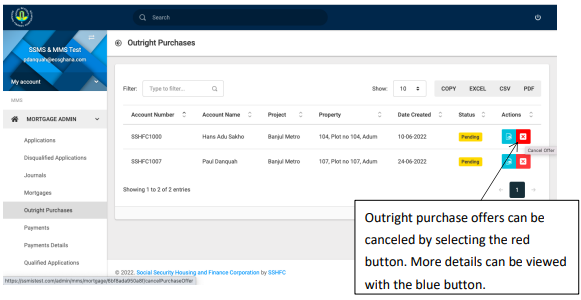 Search
SSMS & MMS Test
pdanquah@ecsghana.com
My account
MMS
MORTGAGE ADMIN
Applications
Disqualified Applications
Journals
Mortgages
Outright Purchases
Payments
Payments Details
Qualified Applications
https://ssmstest.com/admin/mms/mortgage/6bf8ada950a8f/cancelPurchaseOffer
Outright Purchases
Filter: Type to filter... Show: 10 COPY EXCEL CSV PDF
Account Number Account Name Project Property Date Created Status Actions
SSHFC1000 Hans Adu Sakho Banjul Metro 104, Plot no 104, Adum 10-06-2022 Pending
Cancel Offer
SSHFC1007 Paul Danquah Banjul Metro 107, Plot no 107, Adum 24-06-2022 Pending
Showing 1 to 2 of 2 entries
← 1 →
© 2022. Social Security Housing and Finance Corporation by SSHFC
Outright purchase offers can be
canceled by selecting the red
button. More details can be viewed
with the blue button.